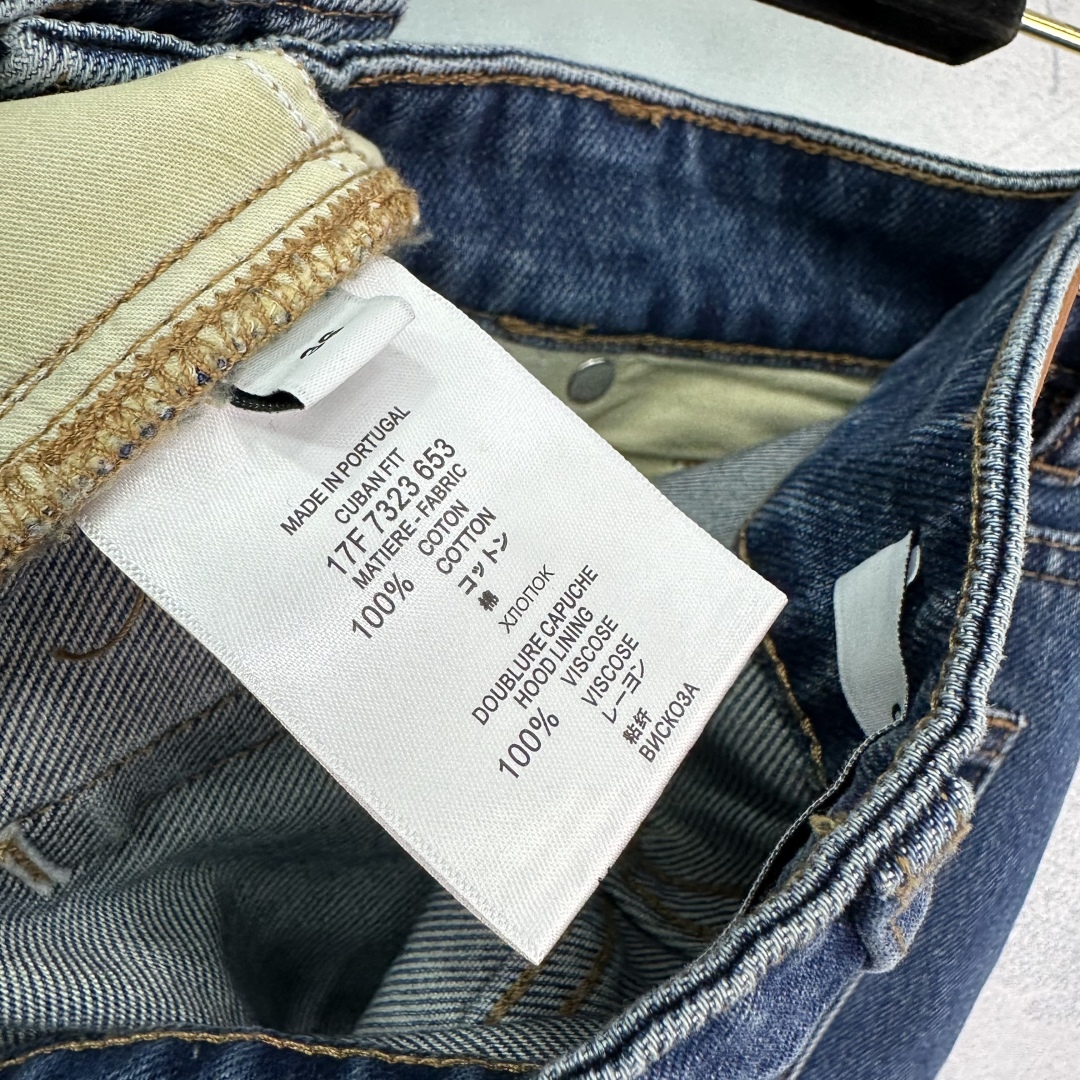 MADE IN PORTUGAL
CUBAN FIT
17F 7323 653
MATIERE - FABRIC
100% COTON
COTTON
コットン
棉
ХЛОПОК
DOUBLURE CAPUCHE
HOOD LINING
100% VISCOSE
VISCOSE
レーヨン
粘纤
ВИСКОЗА